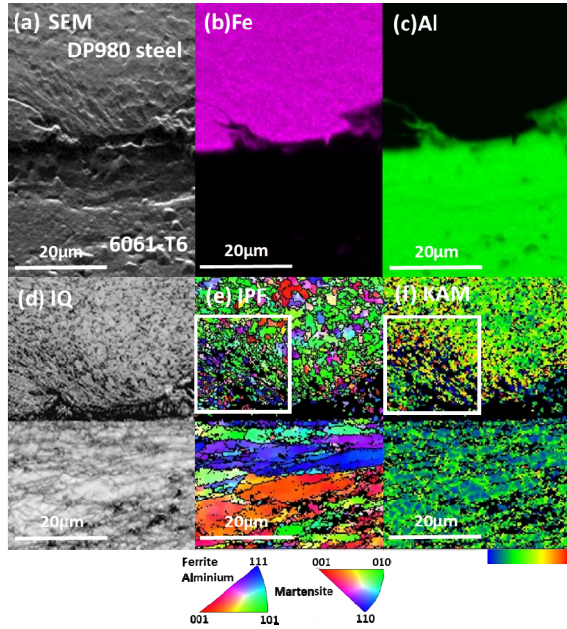 (a) SEM
DP980 steel
6061-T6
20μm
(b)Fe
20μm
(c)Al
20μm
(d) IQ
20μm
(e) IPF
20μm
(f) KAM
20μm
Ferrite
Alminium
111
001
101
Martensite
001
010
110